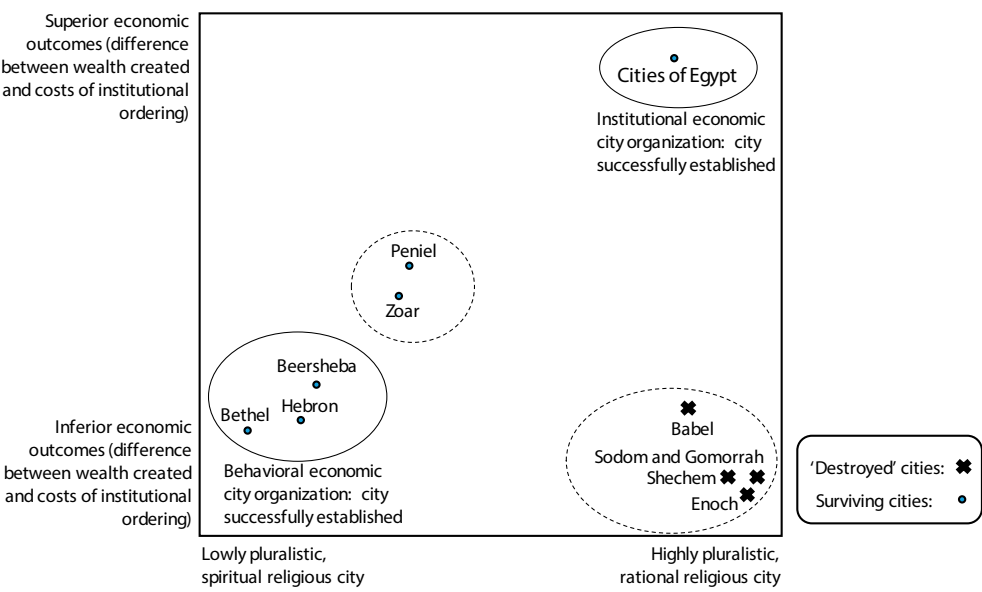 Superior economic
outcomes (difference
between wealth created
and costs of institutional
ordering)
Cities of Egypt
Institutional economic
city organization: city
successfully established
Peniel
Zoar
Beersheba
Hebron
Bethel
Behavioral economic
city organization: city
successfully established
Inferior economic
outcomes (difference
between wealth created
and costs of institutional
ordering)
Babel
Sodom and Gomorrah
Shechem
Enoch
'Destroyed' cities:
Surviving cities:
Lowly pluralistic,
spiritual religious city
Highly pluralistic,
rational religious city